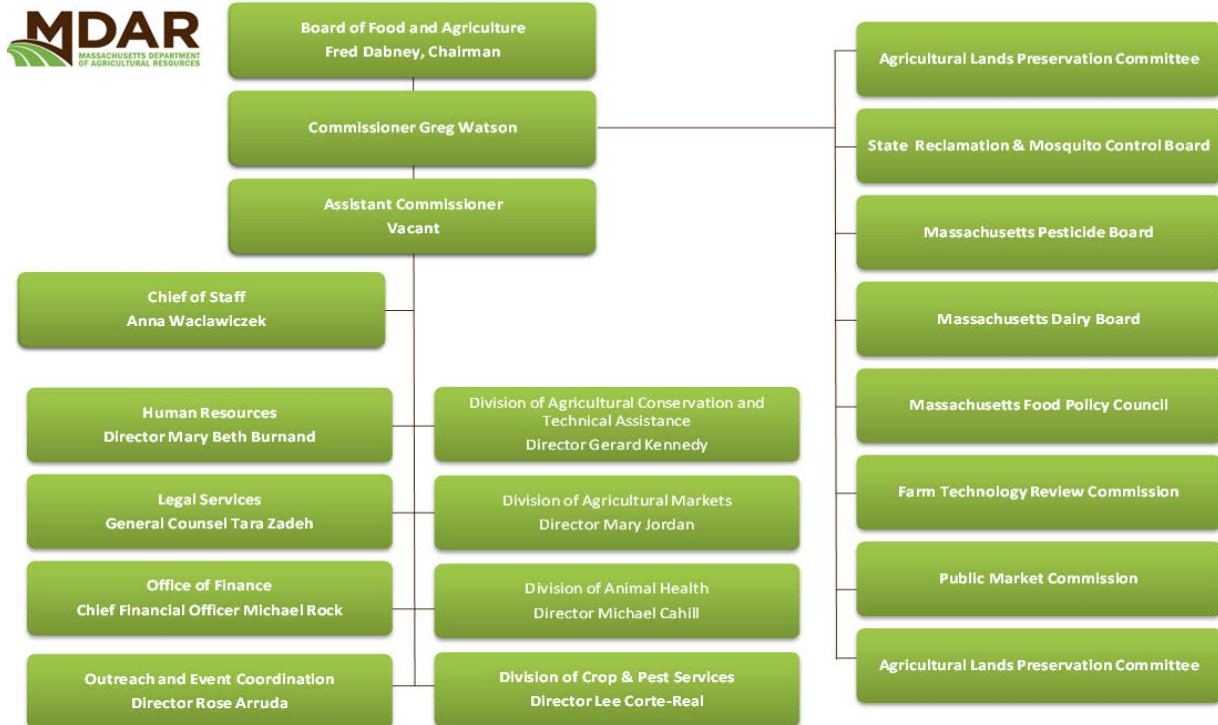 MDAR
MASSACHUSETTS DEPARTMENT
OF AGRICULTURAL RESOURCES
Board of Food and Agriculture
Fred Dabney, Chairman
Commissioner Greg Watson
Assistant Commissioner
Vacant
Chief of Staff
Anna Waclawiczek
Human Resources
Director Mary Beth Burnand
Legal Services
General Counsel Tara Zadeh
Office of Finance
Chief Financial Officer Michael Rock
Outreach and Event Coordination
Director Rose Arruda
Division of Agricultural Conservation and
Technical Assistance
Director Gerard Kennedy
Division of Agricultural Markets
Director Mary Jordan
Division of Animal Health
Director Michael Cahill
Division of Crop & Pest Services
Director Lee Corte-Real
Agricultural Lands Preservation Committee
State Reclamation & Mosquito Control Board
Massachusetts Pesticide Board
Massachusetts Dairy Board
Massachusetts Food Policy Council
Farm Technology Review Commission
Public Market Commission
Agricultural Lands Preservation Committee